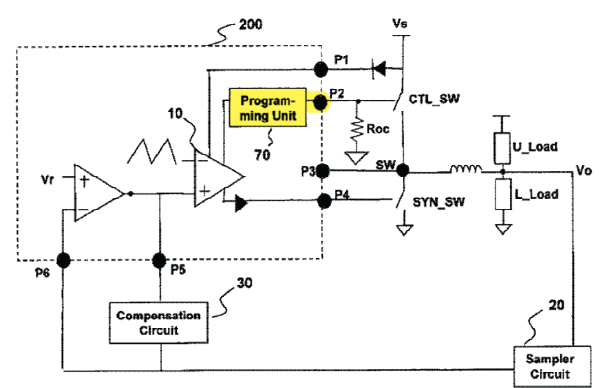 200
Vs
P1
P2
Program-
ming Unit
CTL_SW
10
70
Roc
U_Load
P3
SW
Vr
Vo
P4
SYN_SW
L_Load
P6
P5
30
Compensation
Circuit
20
Sampler
Circuit